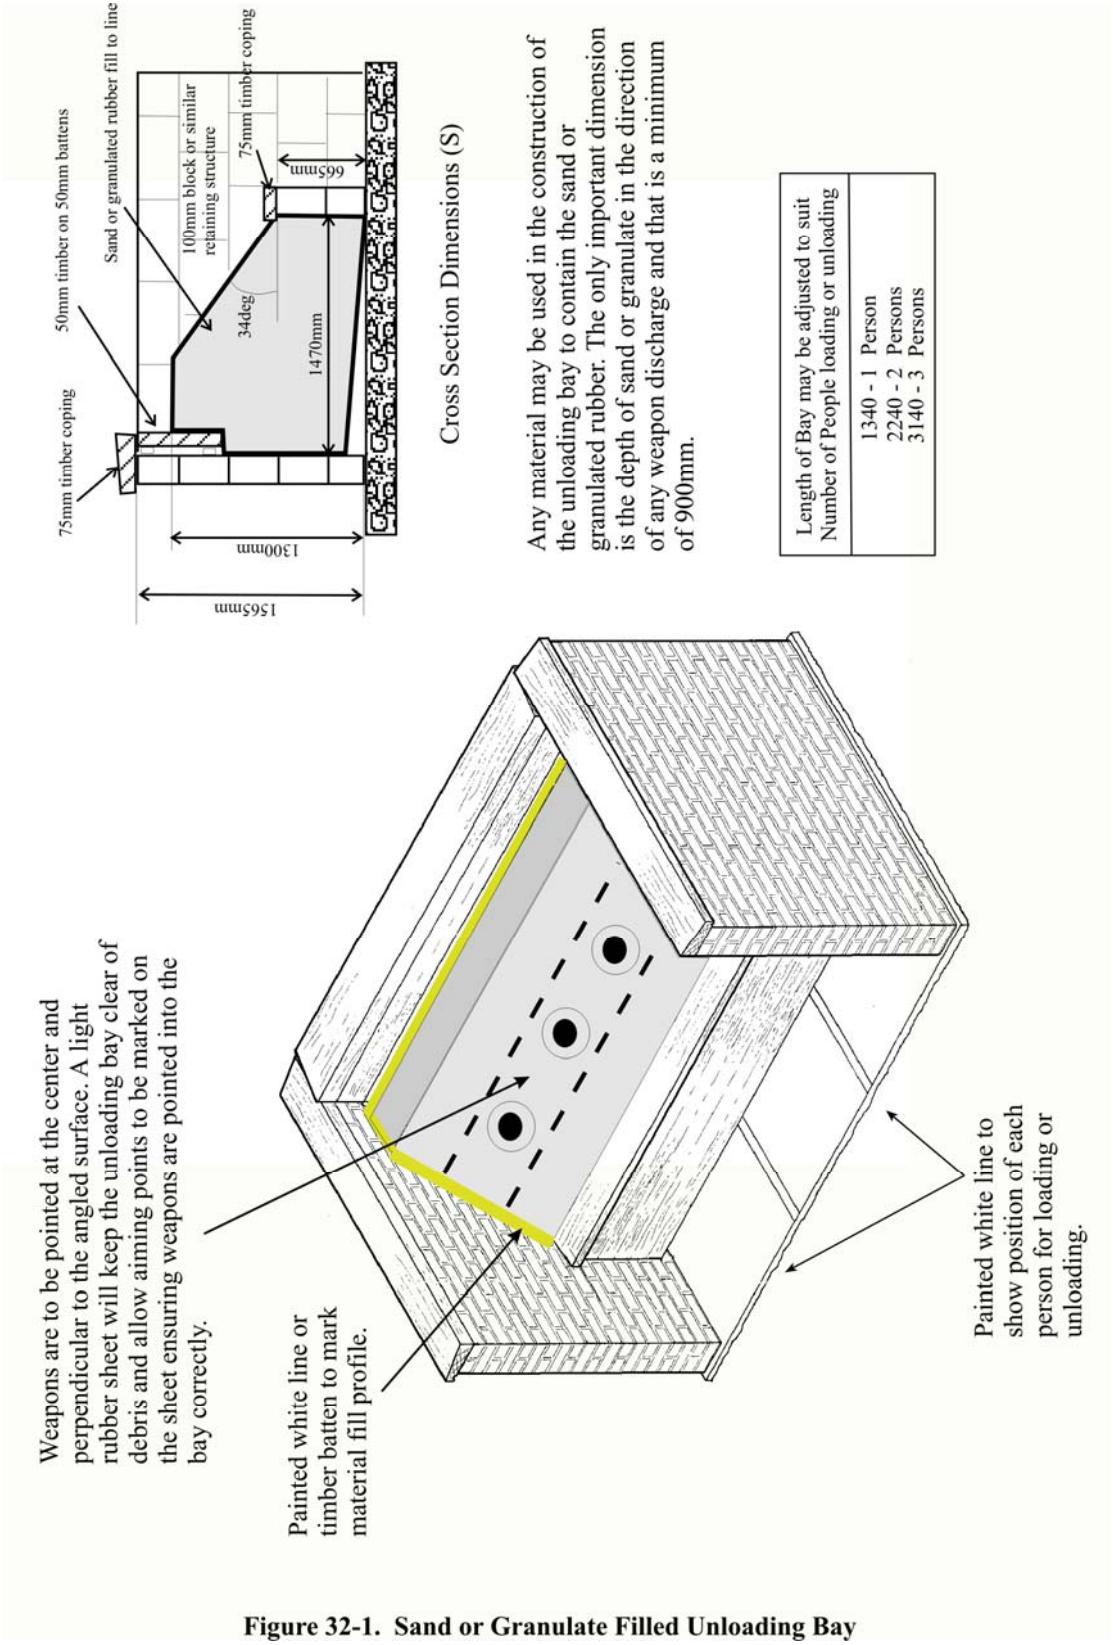 Weapons are to be pointed at the center and
perpendicular to the angled surface. A light
rubber sheet will keep the unloading bay clear of
debris and allow aiming points to be marked on
the sheet ensuring weapons are pointed into the
bay correctly.
Painted white line or
timber batten to mark
material fill profile.
Painted white line to
show position of each
person for loading or
unloading.
75mm timber coping
50mm timber on 50mm battens
Sand or granulated rubber fill to line
100mm block or similar
retaining structure
75mm timber coping
34deg
665mm
1470mm
1300mm
1565mm
Cross Section Dimensions (S)
Any material may be used in the construction of
the unloading bay to contain the sand or
granulated rubber. The only important dimension
is the depth of sand or granulate in the direction
of any weapon discharge and that is a minimum
of 900mm.
Length of Bay may be adjusted to suit
Number of People loading or unloading
1340 - 1 Person
2240 - 2 Persons
3140 - 3 Persons
Figure 32-1. Sand or Granulate Filled Unloading Bay